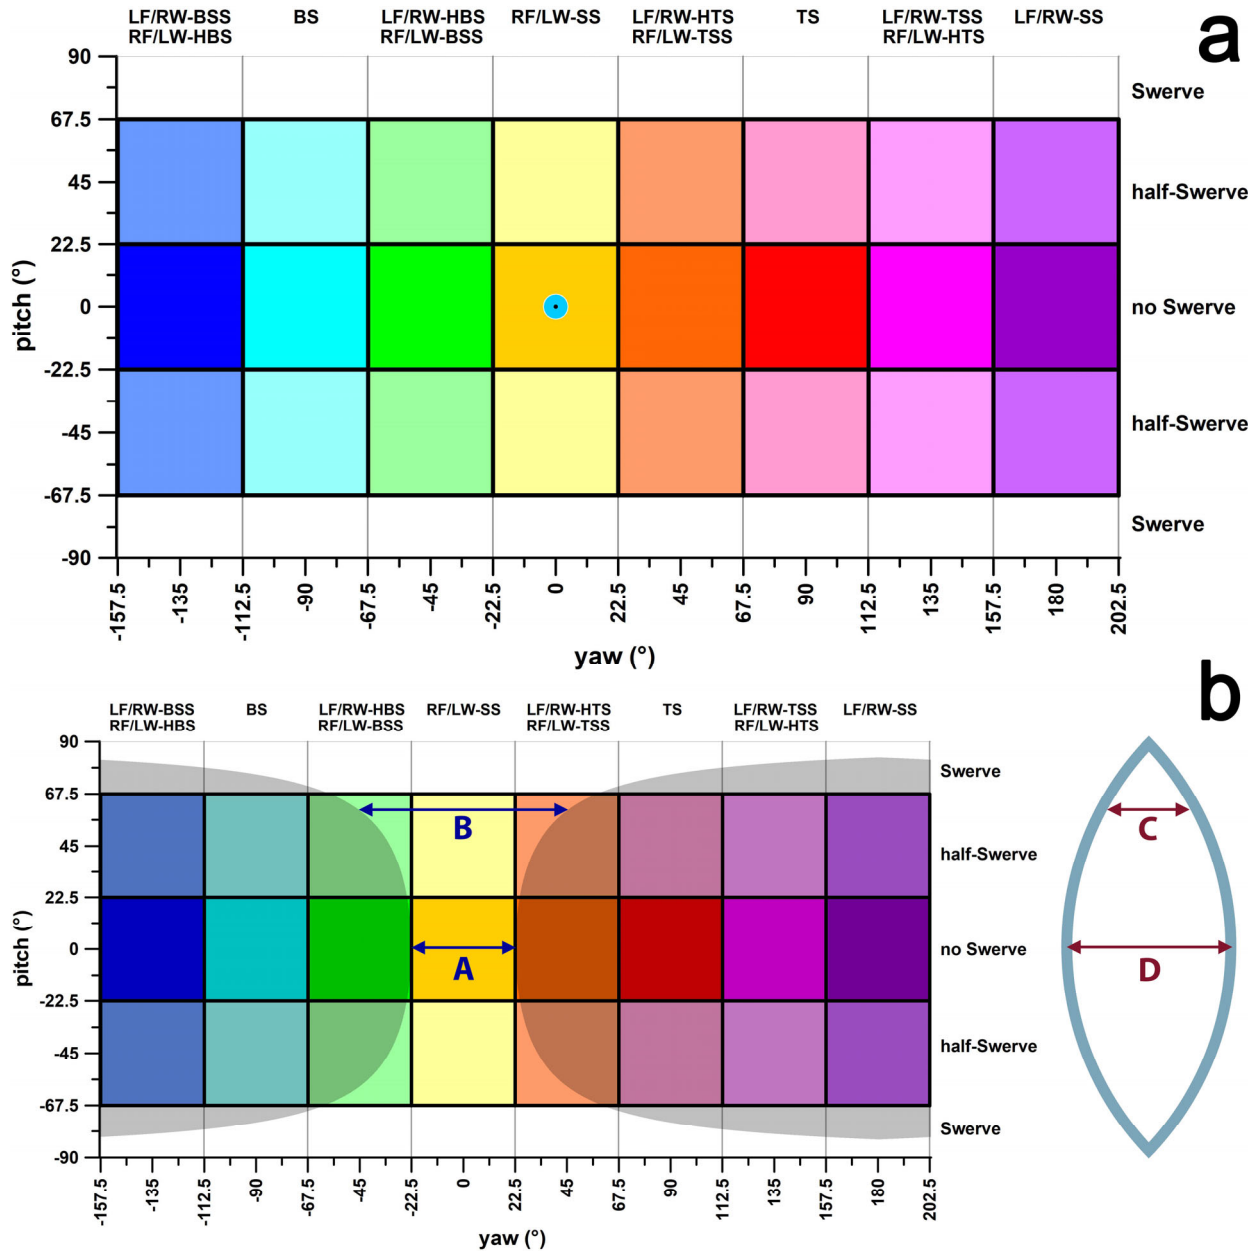 LF/RW-BSS BS LF/RW-HBS RF/LW-SS LF/RW-HTS TS LF/RW-TSS LF/RW-SS
RF/LW-HBS RF/LW-BSS RF/LW-TSS RF/LW-HTS
a
90
Swerve
67.5
45 half-Swerve
22.5
pitch (°)
0 no Swerve
-22.5
-45 half-Swerve
-67.5
Swerve
-90
-157.5 -135 -112.5 -90 -67.5 -45 -22.5 0 22.5 45 67.5 90 112.5 135 157.5 180 202.5
yaw (°)
b
LF/RW-BSS BS LF/RW-HBS RF/LW-SS LF/RW-HTS TS LF/RW-TSS LF/RW-SS
RF/LW-HBS RF/LW-BSS RF/LW-TSS RF/LW-HTS
90
Swerve
67.5
B C
45 half-Swerve
22.5
pitch (°)
0 no Swerve
A D
-22.5
-45 half-Swerve
-67.5
Swerve
-90
-157.5 -135 -112.5 -90 -67.5 -45 -22.5 0 22.5 45 67.5 90 112.5 135 157.5 180 202.5
yaw (°)